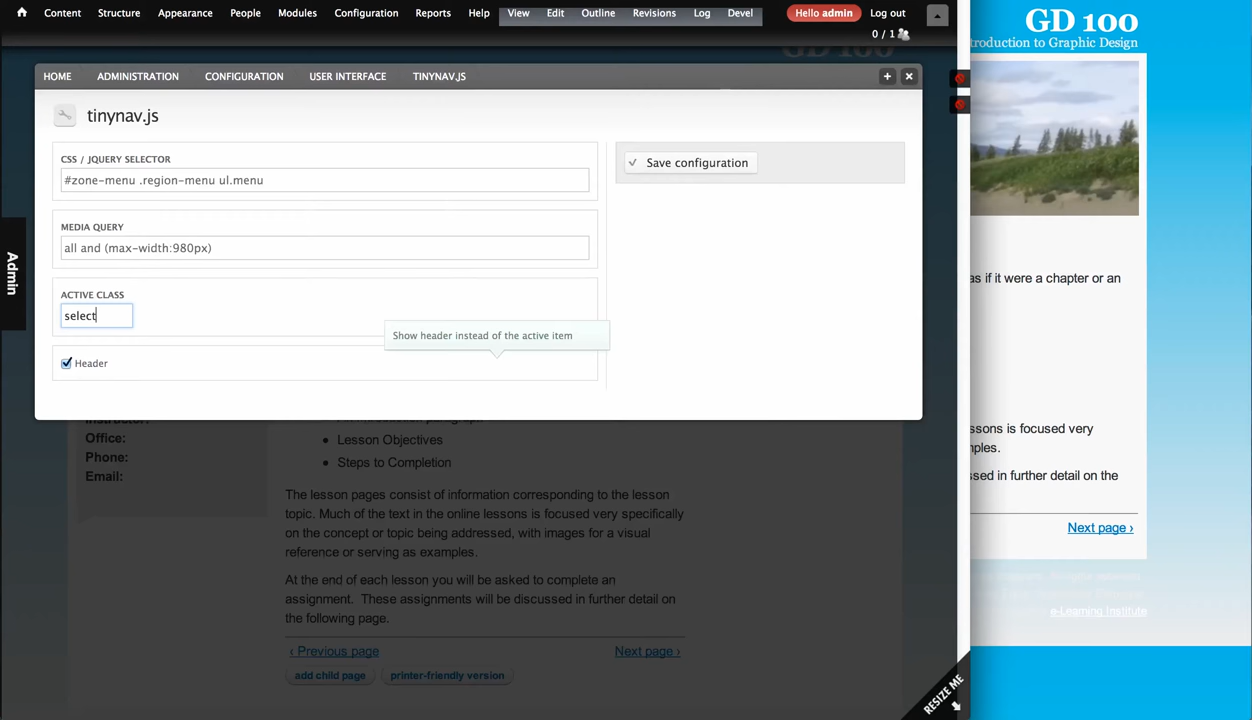 Content Structure Appearance People Modules Configuration Reports Help View Edit Outline Revisions Log Devel Hello admin Log out
0 / 1
GD 100
troduction to Graphic Design
HOME ADMINISTRATION CONFIGURATION USER INTERFACE TINYNAV.JS
tinynav.js
CSS / JQUERY SELECTOR
#zone-menu .region-menu ul.menu
Save configuration
MEDIA QUERY
all and (max-width:980px)
Admin
ACTIVE CLASS
select
Show header instead of the active item
Header
as if it were a chapter or an
ssons is focused very
ples.
ssed in further detail on the
Next page ›
e-Learning Institute
Office:
Phone:
Email:
Lesson Objectives
Steps to Completion
The lesson pages consist of information corresponding to the lesson
topic. Much of the text in the online lessons is focused very specifically
on the concept or topic being addressed, with images for a visual
reference or serving as examples.
At the end of each lesson you will be asked to complete an
assignment. These assignments will be discussed in further detail on
the following page.
‹ Previous page Next page ›
add child page printer-friendly version
RESIZE ME